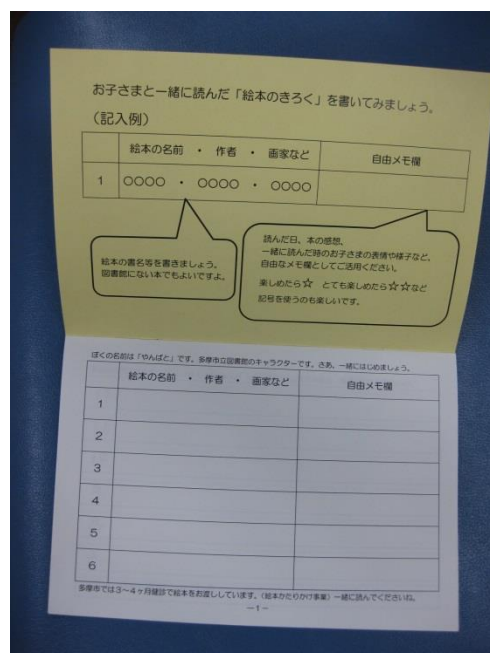 お子さまと一緒に読んだ「絵本のきろく」を書いてみましょう。
（記入例）
絵本の名前 ・ 作者 ・ 画家など 自由メモ欄
1 ○○○○ ・ ○○○○ ・ ○○○○
絵本の書名等を書きましょう。
図書館にない本でもよいですよ。
読んだ日、本の感想、
一緒に読んだ時のお子さまの表情や様子など、
自由なメモ欄としてご活用ください。
楽しめたら☆ とても楽しめたら☆☆など
記号を使うのも楽しいです。
ぼくの名前は「やんばと」です。多摩市立図書館のキャラクターです。さあ、一緒にはじめましょう。
絵本の名前 ・ 作者 ・ 画家など 自由メモ欄
1
2
3
4
5
6
多摩市では3～4ヶ月健診で絵本をお渡ししています。（絵本かたりかけ事業）一緒に読んでくださいね。
－1－